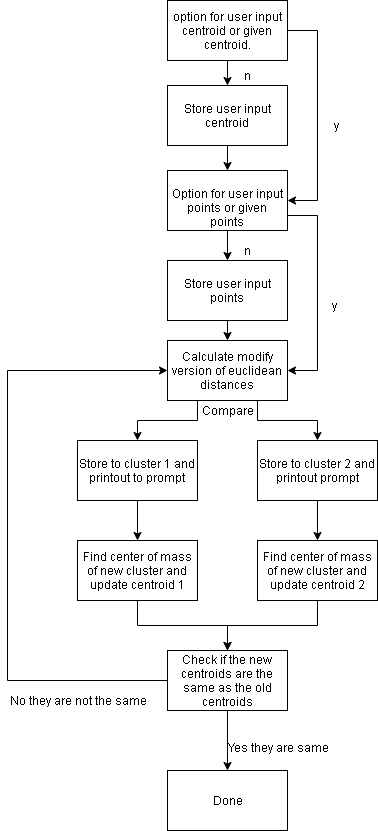 option for user input
centroid or given
centroid.
n
Store user input
centroid
y
Option for user input
points or given
points
n
Store user input
points
y
Calculate modify
version of euclidean
distances
Compare
Store to cluster 1 and
printout to prompt
Store to cluster 2 and
printout prompt
Find center of mass
of new cluster and
update centroid 1
Find center of mass
of new cluster and
update centroid 2
Check if the new
centroids are the
same as the old
centroids
No they are not the same
Yes they are same
Done